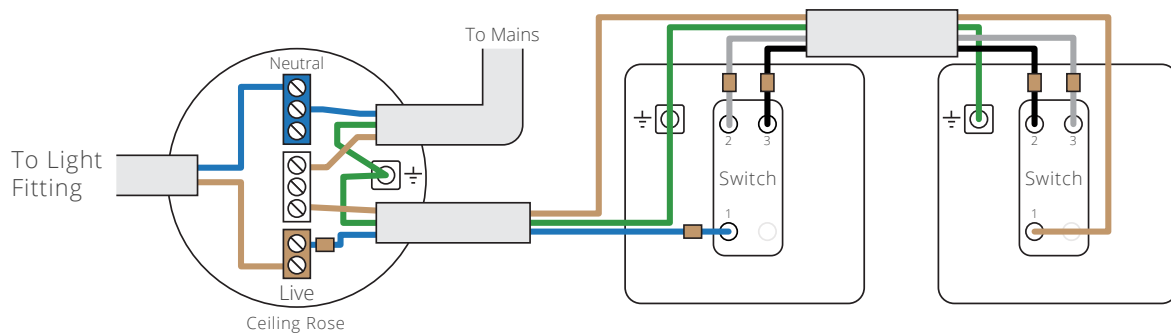 To Mains
Neutral
To Light
Fitting
Live
Ceiling Rose
2 3
Switch
1
2 3
Switch
1